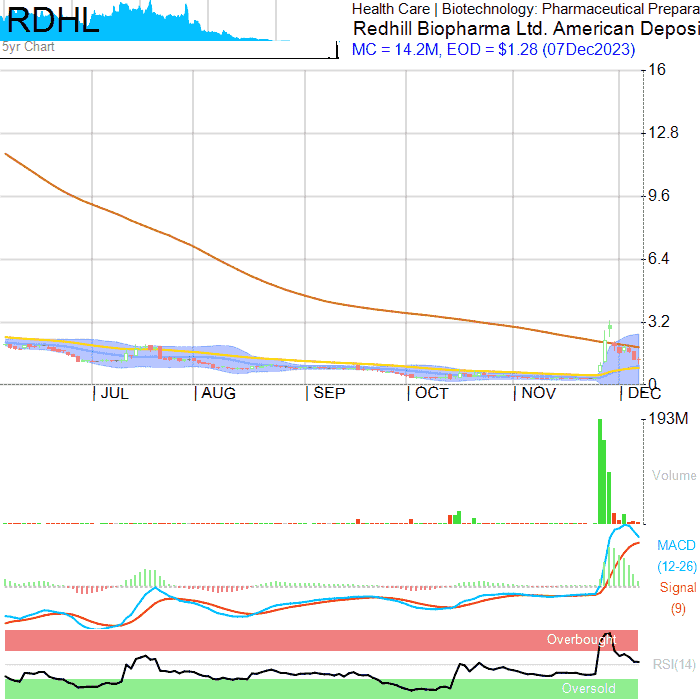 RDHL
5yr Chart
Health Care | Biotechnology: Pharmaceutical Prepara
Redhill Biopharma Ltd. American Deposi
MC = 14.2M, EOD = $1.28 (07Dec2023)
16
12.8
9.6
6.4
3.2
0
JUL AUG SEP OCT NOV DEC
193M
Volume
MACD
(12-26)
Signal
(9)
Overbought
RSI(14)
Oversold